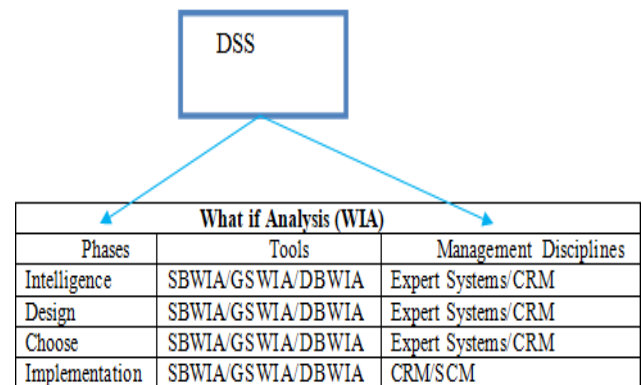 DSS
What if Analysis (WIA)
Phases Tools Management Disciplines
Intelligence SBWIA/GSWIA/DBWIA Expert Systems/CRM
Design SBWIA/GSWIA/DBWIA Expert Systems/CRM
Choose SBWIA/GSWIA/DBWIA Expert Systems/CRM
Implementation SBWIA/GSWIA/DBWIA CRM/SCM